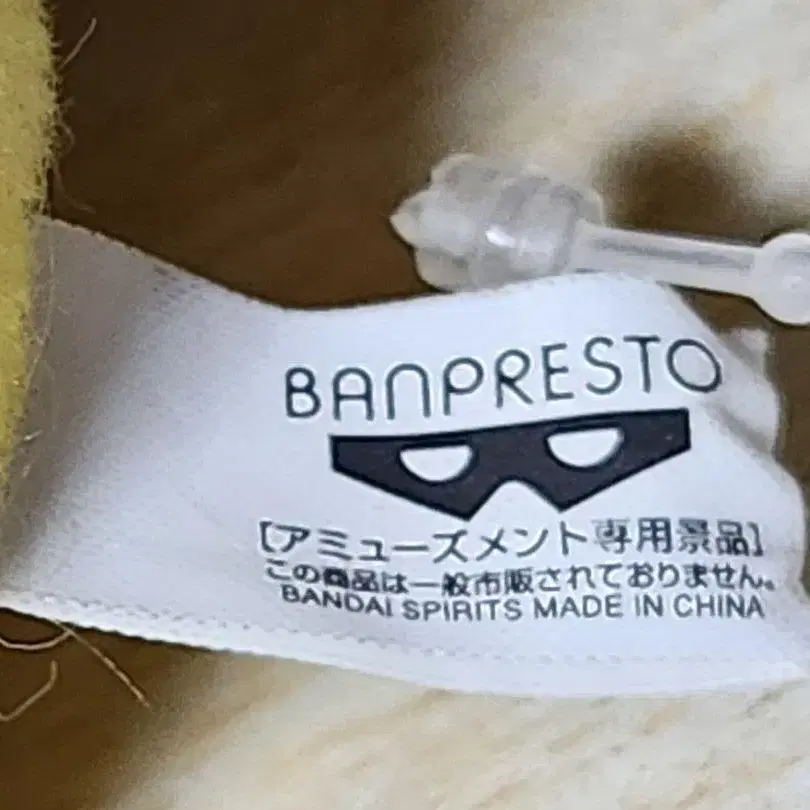 BANPRESTO
【アミューズメント専用景品】
この商品は一般市販されておりません。
BANDAI SPIRITS MADE IN CHINA